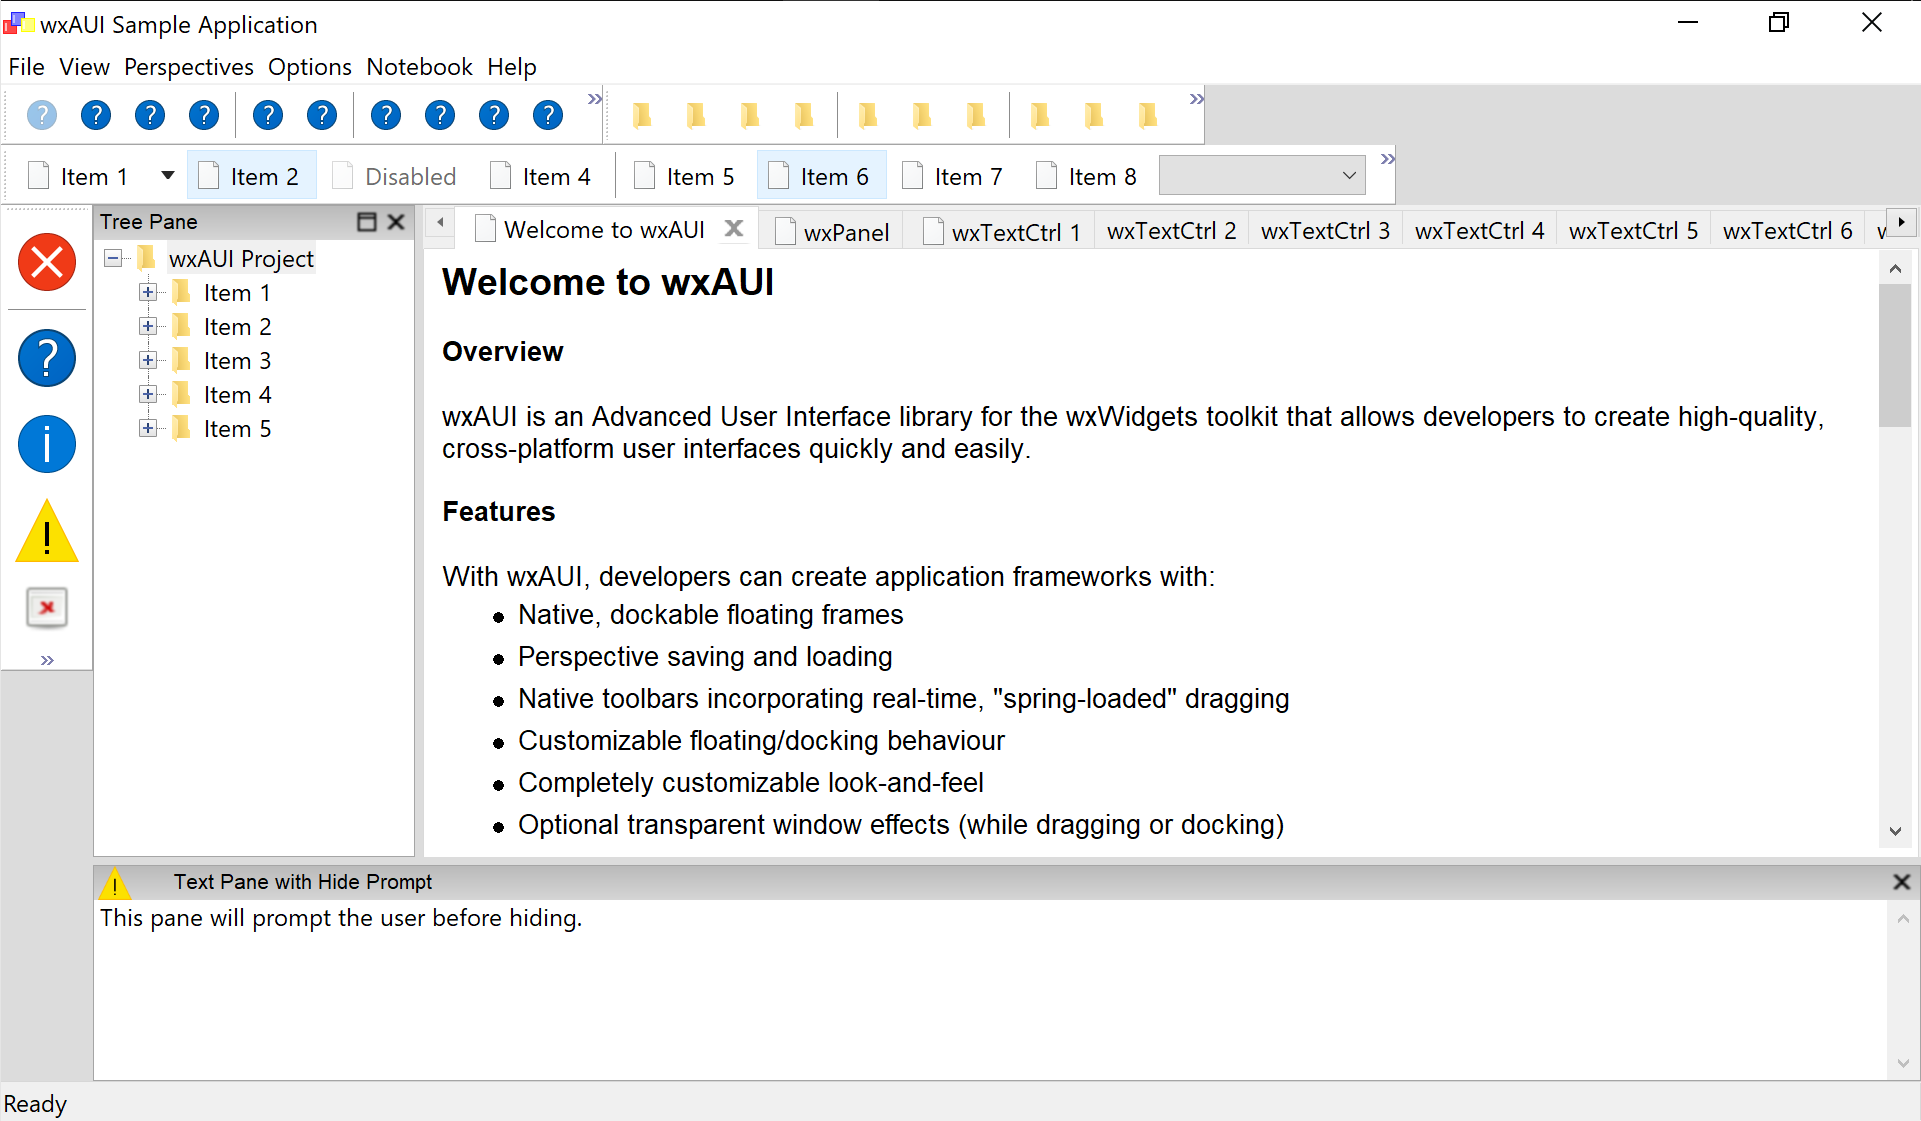 wxAUI Sample Application
File View Perspectives Options Notebook Help
Item 1 Item 2 Disabled Item 4 Item 5 Item 6 Item 7 Item 8
Tree Pane
wxAUI Project
Item 1
Item 2
Item 3
Item 4
Item 5
Welcome to wxAUI wxPanel wxTextCtrl 1 wxTextCtrl 2 wxTextCtrl 3 wxTextCtrl 4 wxTextCtrl 5 wxTextCtrl 6
Welcome to wxAUI
Overview
wxAUI is an Advanced User Interface library for the wxWidgets toolkit that allows developers to create high-quality,
cross-platform user interfaces quickly and easily.
Features
With wxAUI, developers can create application frameworks with:
• Native, dockable floating frames
• Perspective saving and loading
• Native toolbars incorporating real-time, "spring-loaded" dragging
• Customizable floating/docking behaviour
• Completely customizable look-and-feel
• Optional transparent window effects (while dragging or docking)
Text Pane with Hide Prompt
This pane will prompt the user before hiding.
Ready